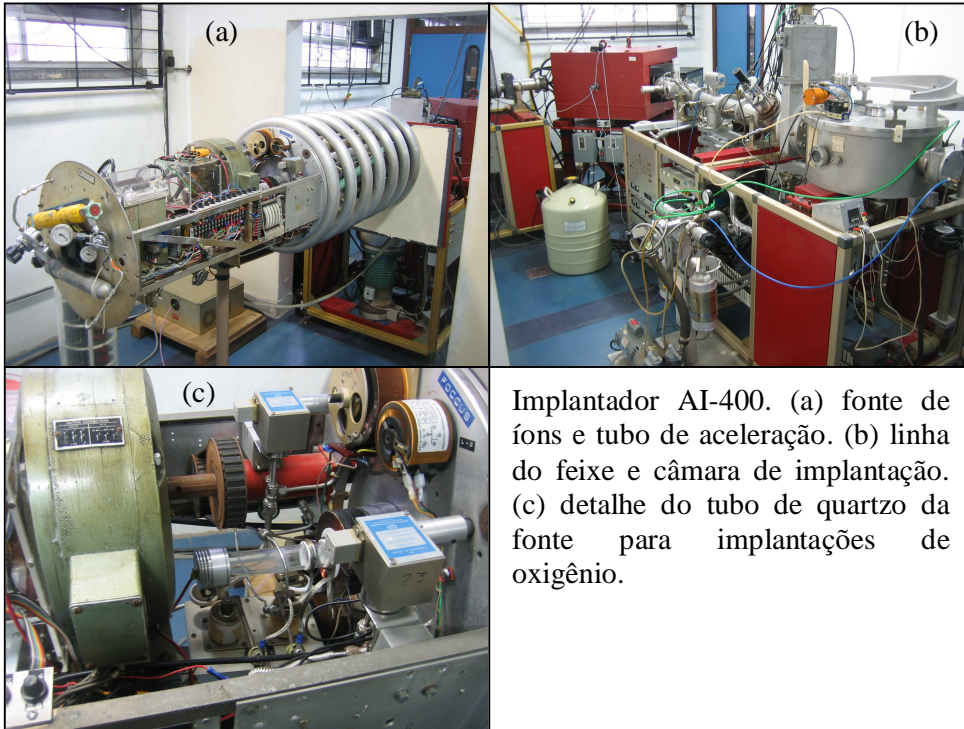 (a)
(b)
(c)
FOCCUS
Implantador AI-400. (a) fonte de
íons e tubo de aceleração. (b) linha
do feixe e câmara de implantação.
(c) detalhe do tubo de quartzo da
fonte para implantações de
oxigênio.